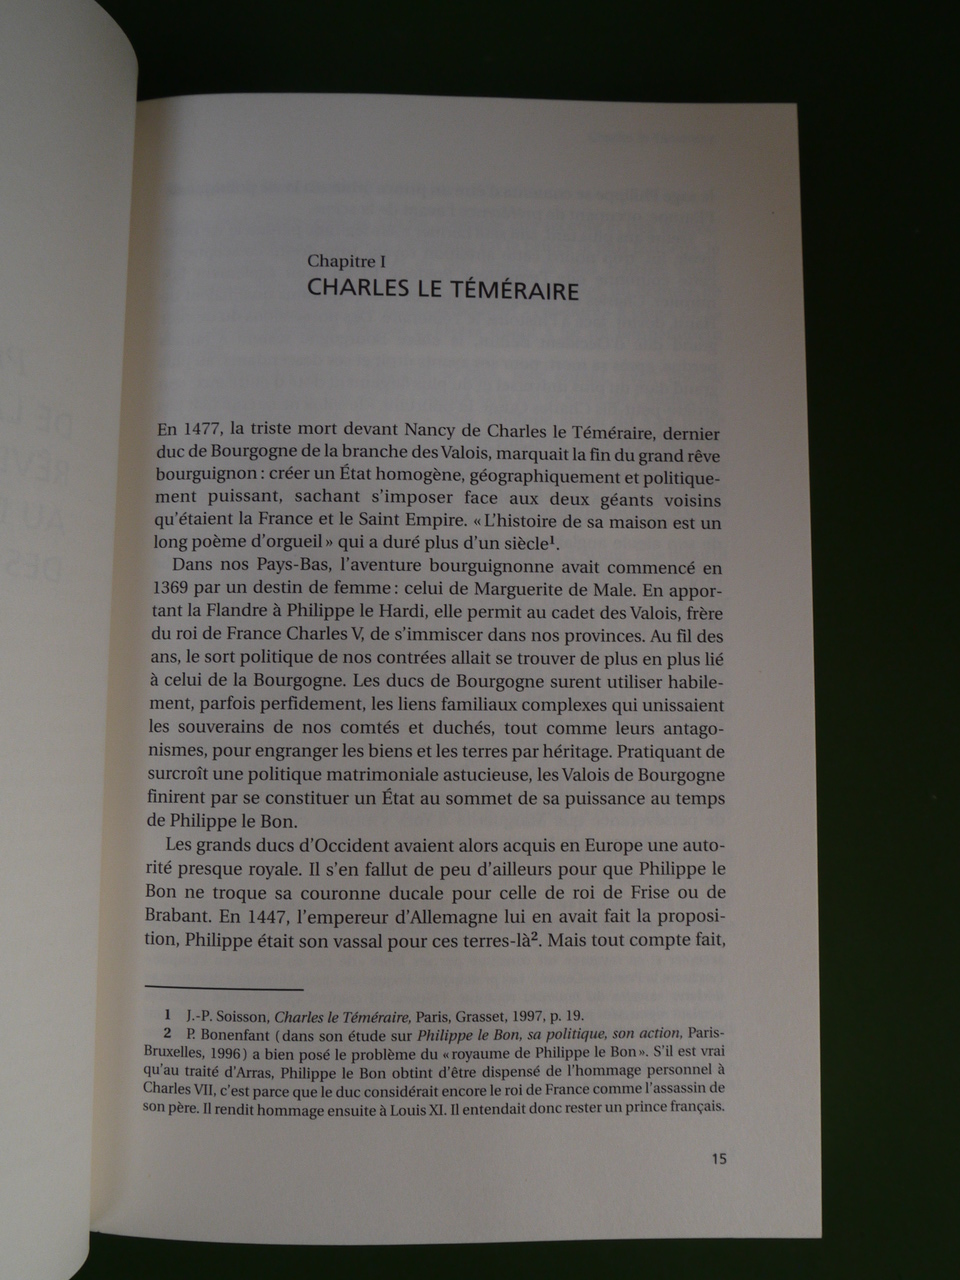 Chapitre I
CHARLES LE TÉMÉRAIRE
En 1477, la triste mort devant Nancy de Charles le Téméraire, dernier
duc de Bourgogne de la branche des Valois, marquait la fin du grand rêve
bourguignon : créer un État homogène, géographiquement et politique-
ment puissant, sachant s'imposer face aux deux géants voisins
qu'étaient la France et le Saint Empire. « L'histoire de sa maison est un
long poème d'orgueil » qui a duré plus d'un siècle¹.
Dans nos Pays-Bas, l'aventure bourguignonne avait commencé en
1369 par un destin de femme : celui de Marguerite de Male. En appor-
tant la Flandre à Philippe le Hardi, elle permit au cadet des Valois, frère
du roi de France Charles V, de s'immiscer dans nos provinces. Au fil des
ans, le sort politique de nos contrées allait se trouver de plus en plus lié
à celui de la Bourgogne. Les ducs de Bourgogne surent utiliser habile-
ment, parfois perfidement, les liens familiaux complexes qui unissaient
les souverains de nos comtés et duchés, tout comme leurs antago-
nismes, pour engranger les biens et les terres par héritage. Pratiquant de
surcroît une politique matrimoniale astucieuse, les Valois de Bourgogne
finirent par se constituer un État au sommet de sa puissance au temps
de Philippe le Bon.
Les grands ducs d'Occident avaient alors acquis en Europe une auto-
rité presque royale. Il s'en fallut de peu d'ailleurs pour que Philippe le
Bon ne troque sa couronne ducale pour celle de roi de Frise ou de
Brabant. En 1447, l'empereur d'Allemagne lui en avait fait la proposi-
tion, Philippe était son vassal pour ces terres-là². Mais tout compte fait,
1 J.-P. Soisson, Charles le Téméraire, Paris, Grasset, 1997, p. 19.
2 P. Bonenfant (dans son étude sur Philippe le Bon, sa politique, son action, Paris-
Bruxelles, 1996) a bien posé le problème du « royaume de Philippe le Bon ». S'il est vrai
qu'au traité d'Arras, Philippe le Bon obtint d'être dispensé de l'hommage personnel à
Charles VII, c'est parce que le duc considérait encore le roi de France comme l'assassin de
son père. Il rendit hommage ensuite à Louis XI. Il entendait donc rester un prince français.
15